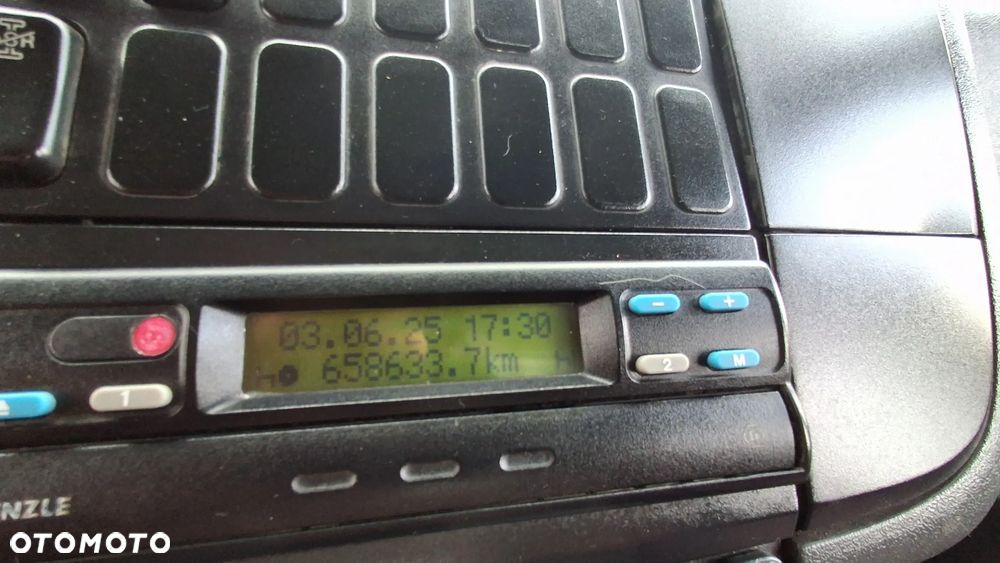 03.06.25 17:30
658633.7km
- +
1
2 M
NZLE
OTOMOTO